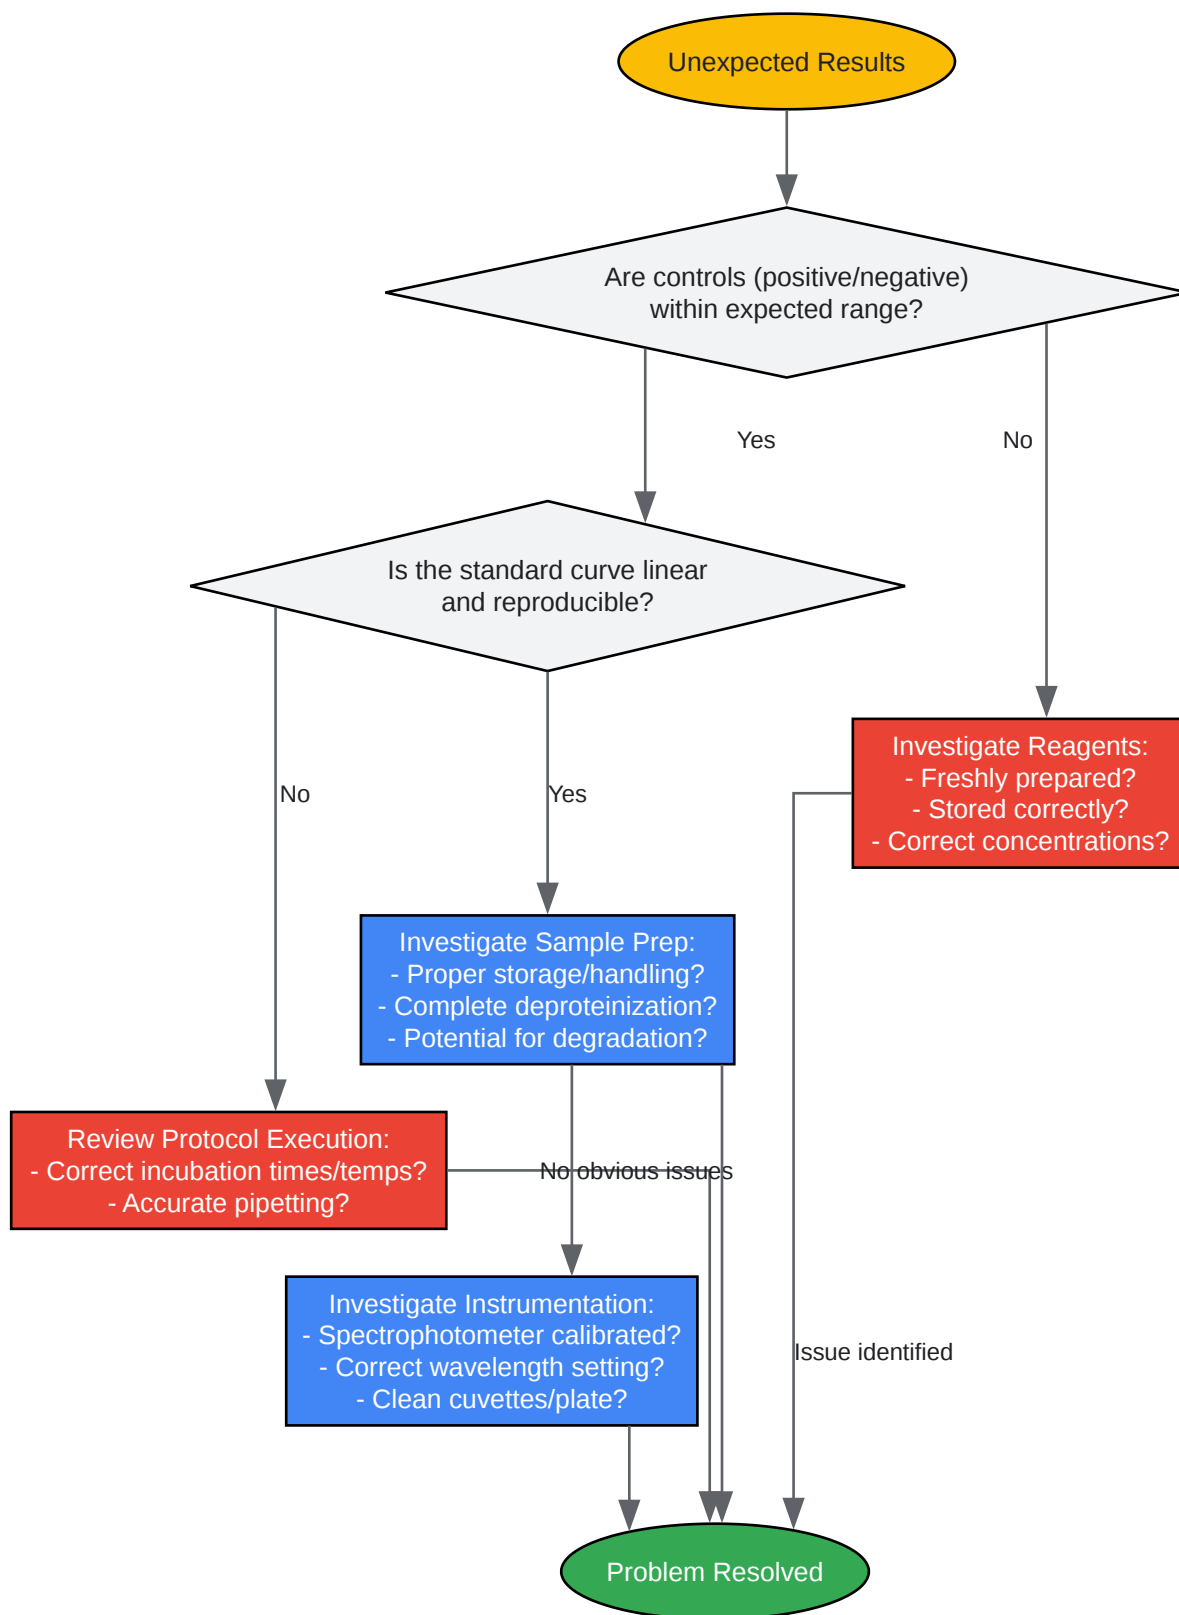 Unexpected Results
Are controls (positive/negative)
within expected range?
Yes
No
Is the standard curve linear
and reproducible?
Investigate Reagents:
- Freshly prepared?
- Stored correctly?
- Correct concentrations?
No
Yes
Investigate Sample Prep:
- Proper storage/handling?
- Complete deproteinization?
- Potential for degradation?
Review Protocol Execution:
- Correct incubation times/temps?
- Accurate pipetting?
No obvious issues
Investigate Instrumentation:
- Spectrophotometer calibrated?
- Correct wavelength setting?
- Clean cuvettes/plate?
Issue identified
Problem Resolved